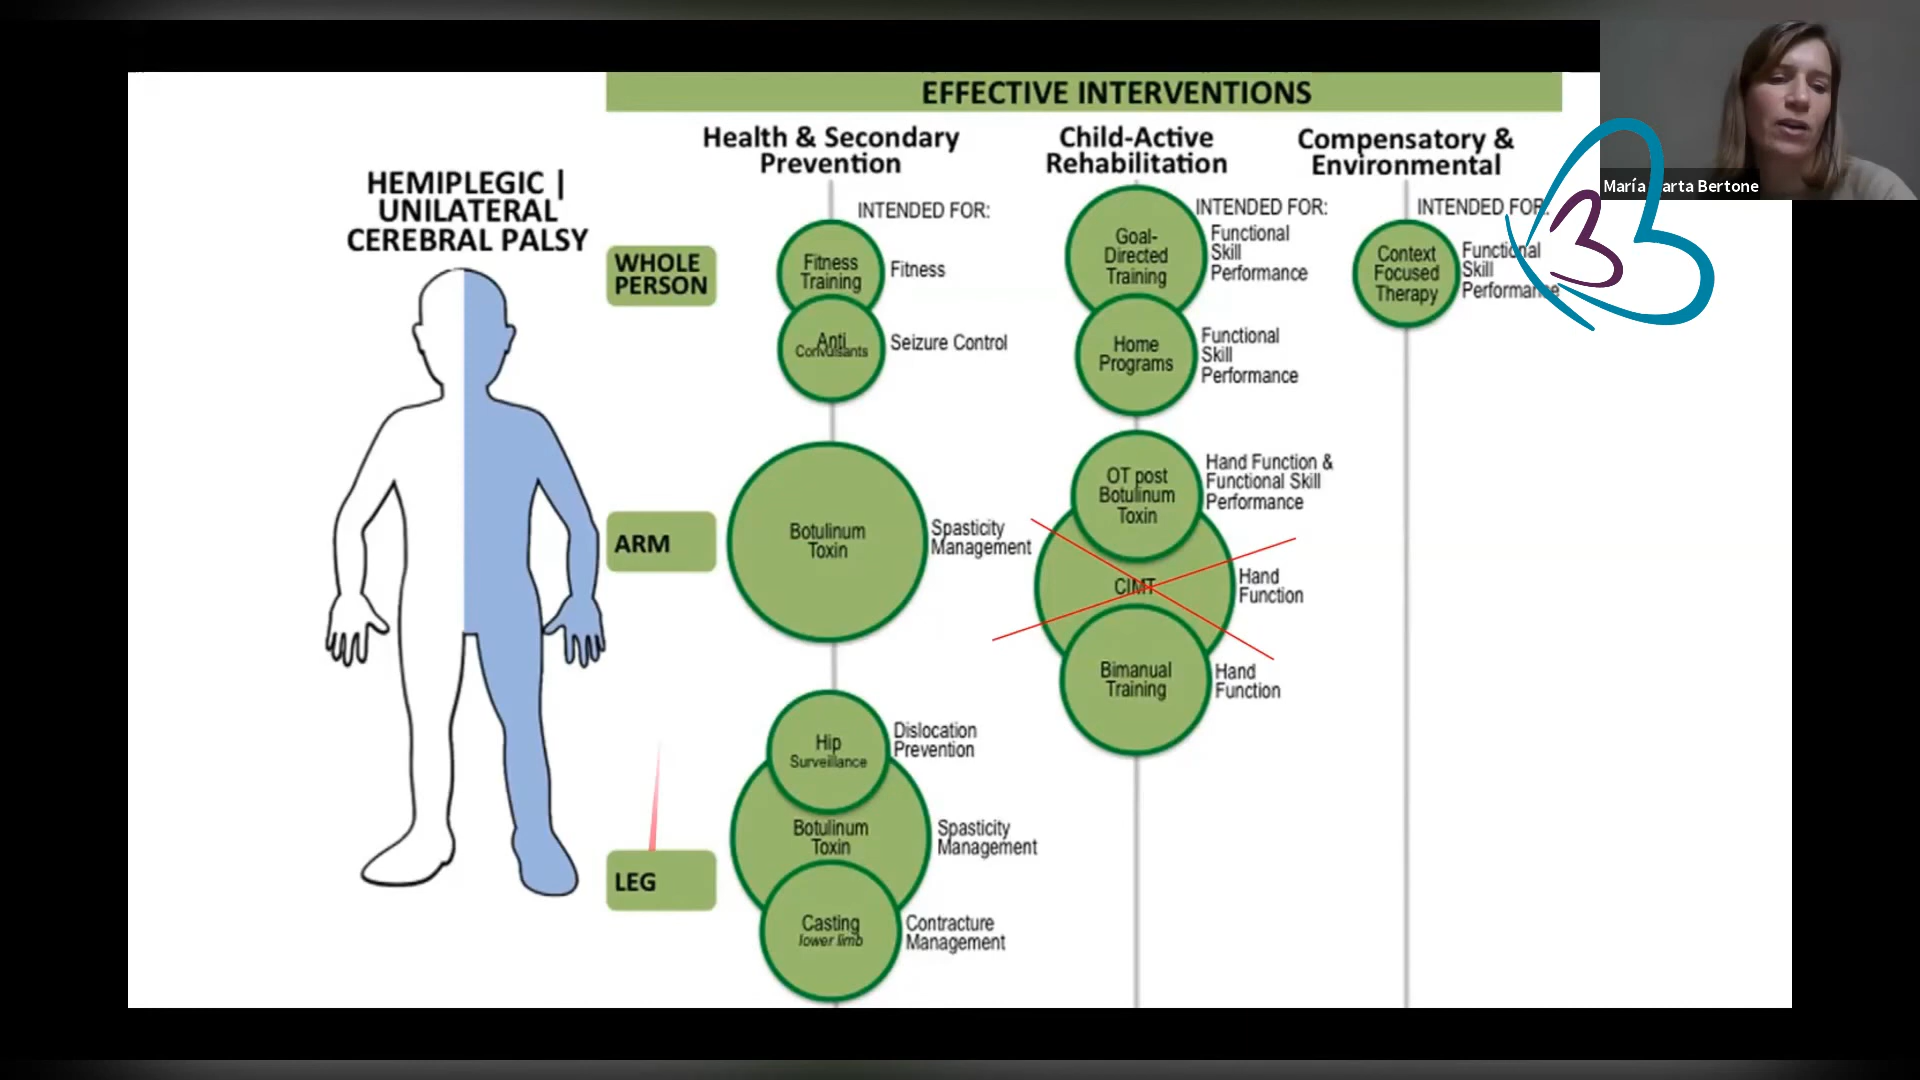 EFFECTIVE INTERVENTIONS
Health & Secondary
Prevention
Child-Active
Rehabilitation
Compensatory &
Environmental
HEMIPLEGIC |
UNILATERAL
CEREBRAL PALSY
María Marta Bertone
INTENDED FOR:
INTENDED FOR:
INTENDED FOR:
WHOLE
PERSON
Fitness
Training
Fitness
Anti
Convulsants
Seizure Control
Goal-
Directed
Training
Functional
Skill
Performance
Home
Programs
Functional
Skill
Performance
Context
Focused
Therapy
Functional
Skill
Performance
ARM
Botulinum
Toxin
Spasticity
Management
OT post
Botulinum
Toxin
Hand Function &
Functional Skill
Performance
CIMT
Hand
Function
Bimanual
Training
Hand
Function
LEG
Hip
Surveillance
Dislocation
Prevention
Botulinum
Toxin
Spasticity
Management
Casting
lower limb
Contracture
Management